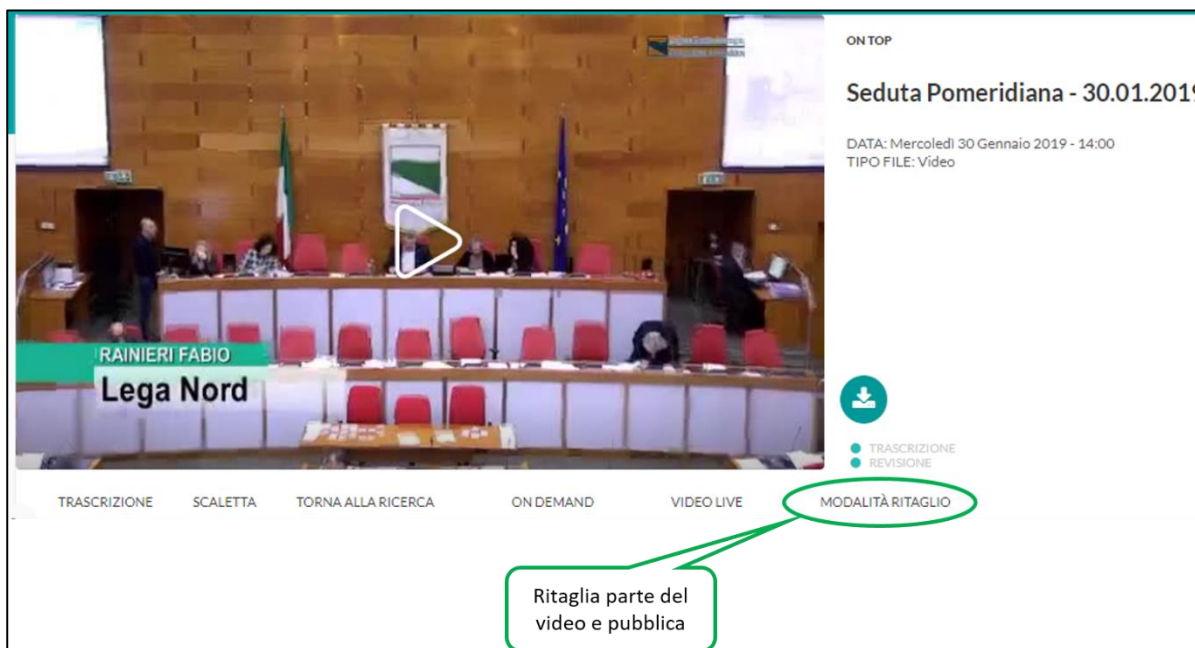 ON TOP
Seduta Pomeridiana - 30.01.2019
DATA: Mercoledì 30 Gennaio 2019 - 14:00
TIPO FILE: Video
RAINIERI FABIO
Lega Nord
TRASCRIZIONE
REVISIONE
TRASCRIZIONE SCALETTA TORNA ALLA RICERCA ON DEMAND VIDEO LIVE MODALITÀ RITAGLIO
Ritaglia parte del
video e pubblica